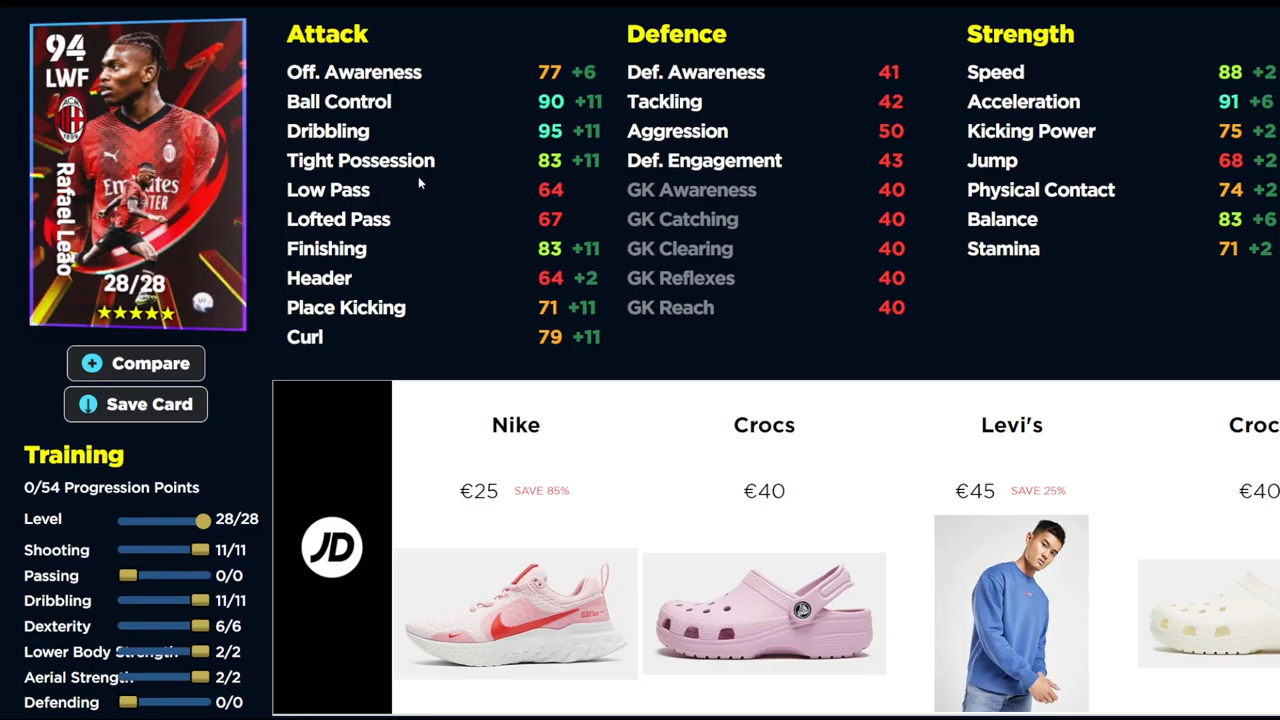 94
LWF
Rafael Leão
Emirates
28/28
Compare
Save Card
Training
0/54 Progression Points
Level 28/28
Shooting 11/11
Passing 0/0
Dribbling 11/11
Dexterity 6/6
Lower Body Strength 2/2
Aerial Strength 2/2
Defending 0/0
Attack
Off. Awareness 77 +6
Ball Control 90 +11
Dribbling 95 +11
Tight Possession 83 +11
Low Pass 64
Lofted Pass 67
Finishing 83 +11
Header 64 +2
Place Kicking 71 +11
Curl 79 +11
Defence
Def. Awareness 41
Tackling 42
Aggression 50
Def. Engagement 43
GK Awareness 40
GK Catching 40
GK Clearing 40
GK Reflexes 40
GK Reach 40
Strength
Speed 88 +2
Acceleration 91 +6
Kicking Power 75 +2
Jump 68 +2
Physical Contact 74 +2
Balance 83 +6
Stamina 71 +2
JD
Nike
€25 SAVE 85%
Crocs
€40
Levi's
€45 SAVE 25%
Croc
€40